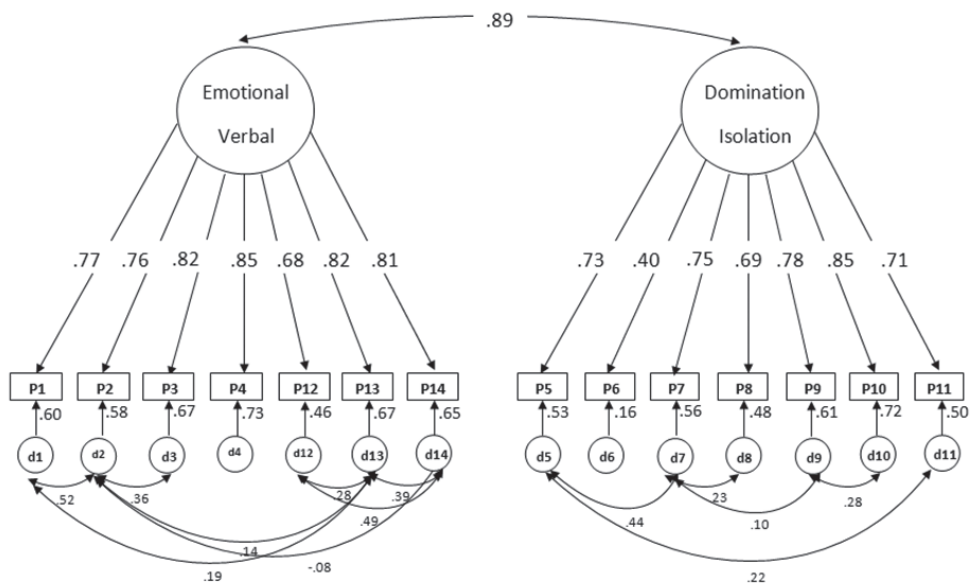 .89
Emotional
Verbal
Domination
Isolation
.77 .76 .82 .85 .68 .82 .81 .73 .40 .75 .69 .78 .85 .71
P1 P2 P3 P4 P12 P13 P14 P5 P6 P7 P8 P9 P10 P11
.60 .58 .67 .73 .46 .67 .65 .53 .16 .56 .48 .61 .72 .50
d1 d2 d3 d4 d12 d13 d14 d5 d6 d7 d8 d9 d10 d11
.52 .36 .28 .39 .23 .28
.49 .44 .10
.14
.19 -.08 .22